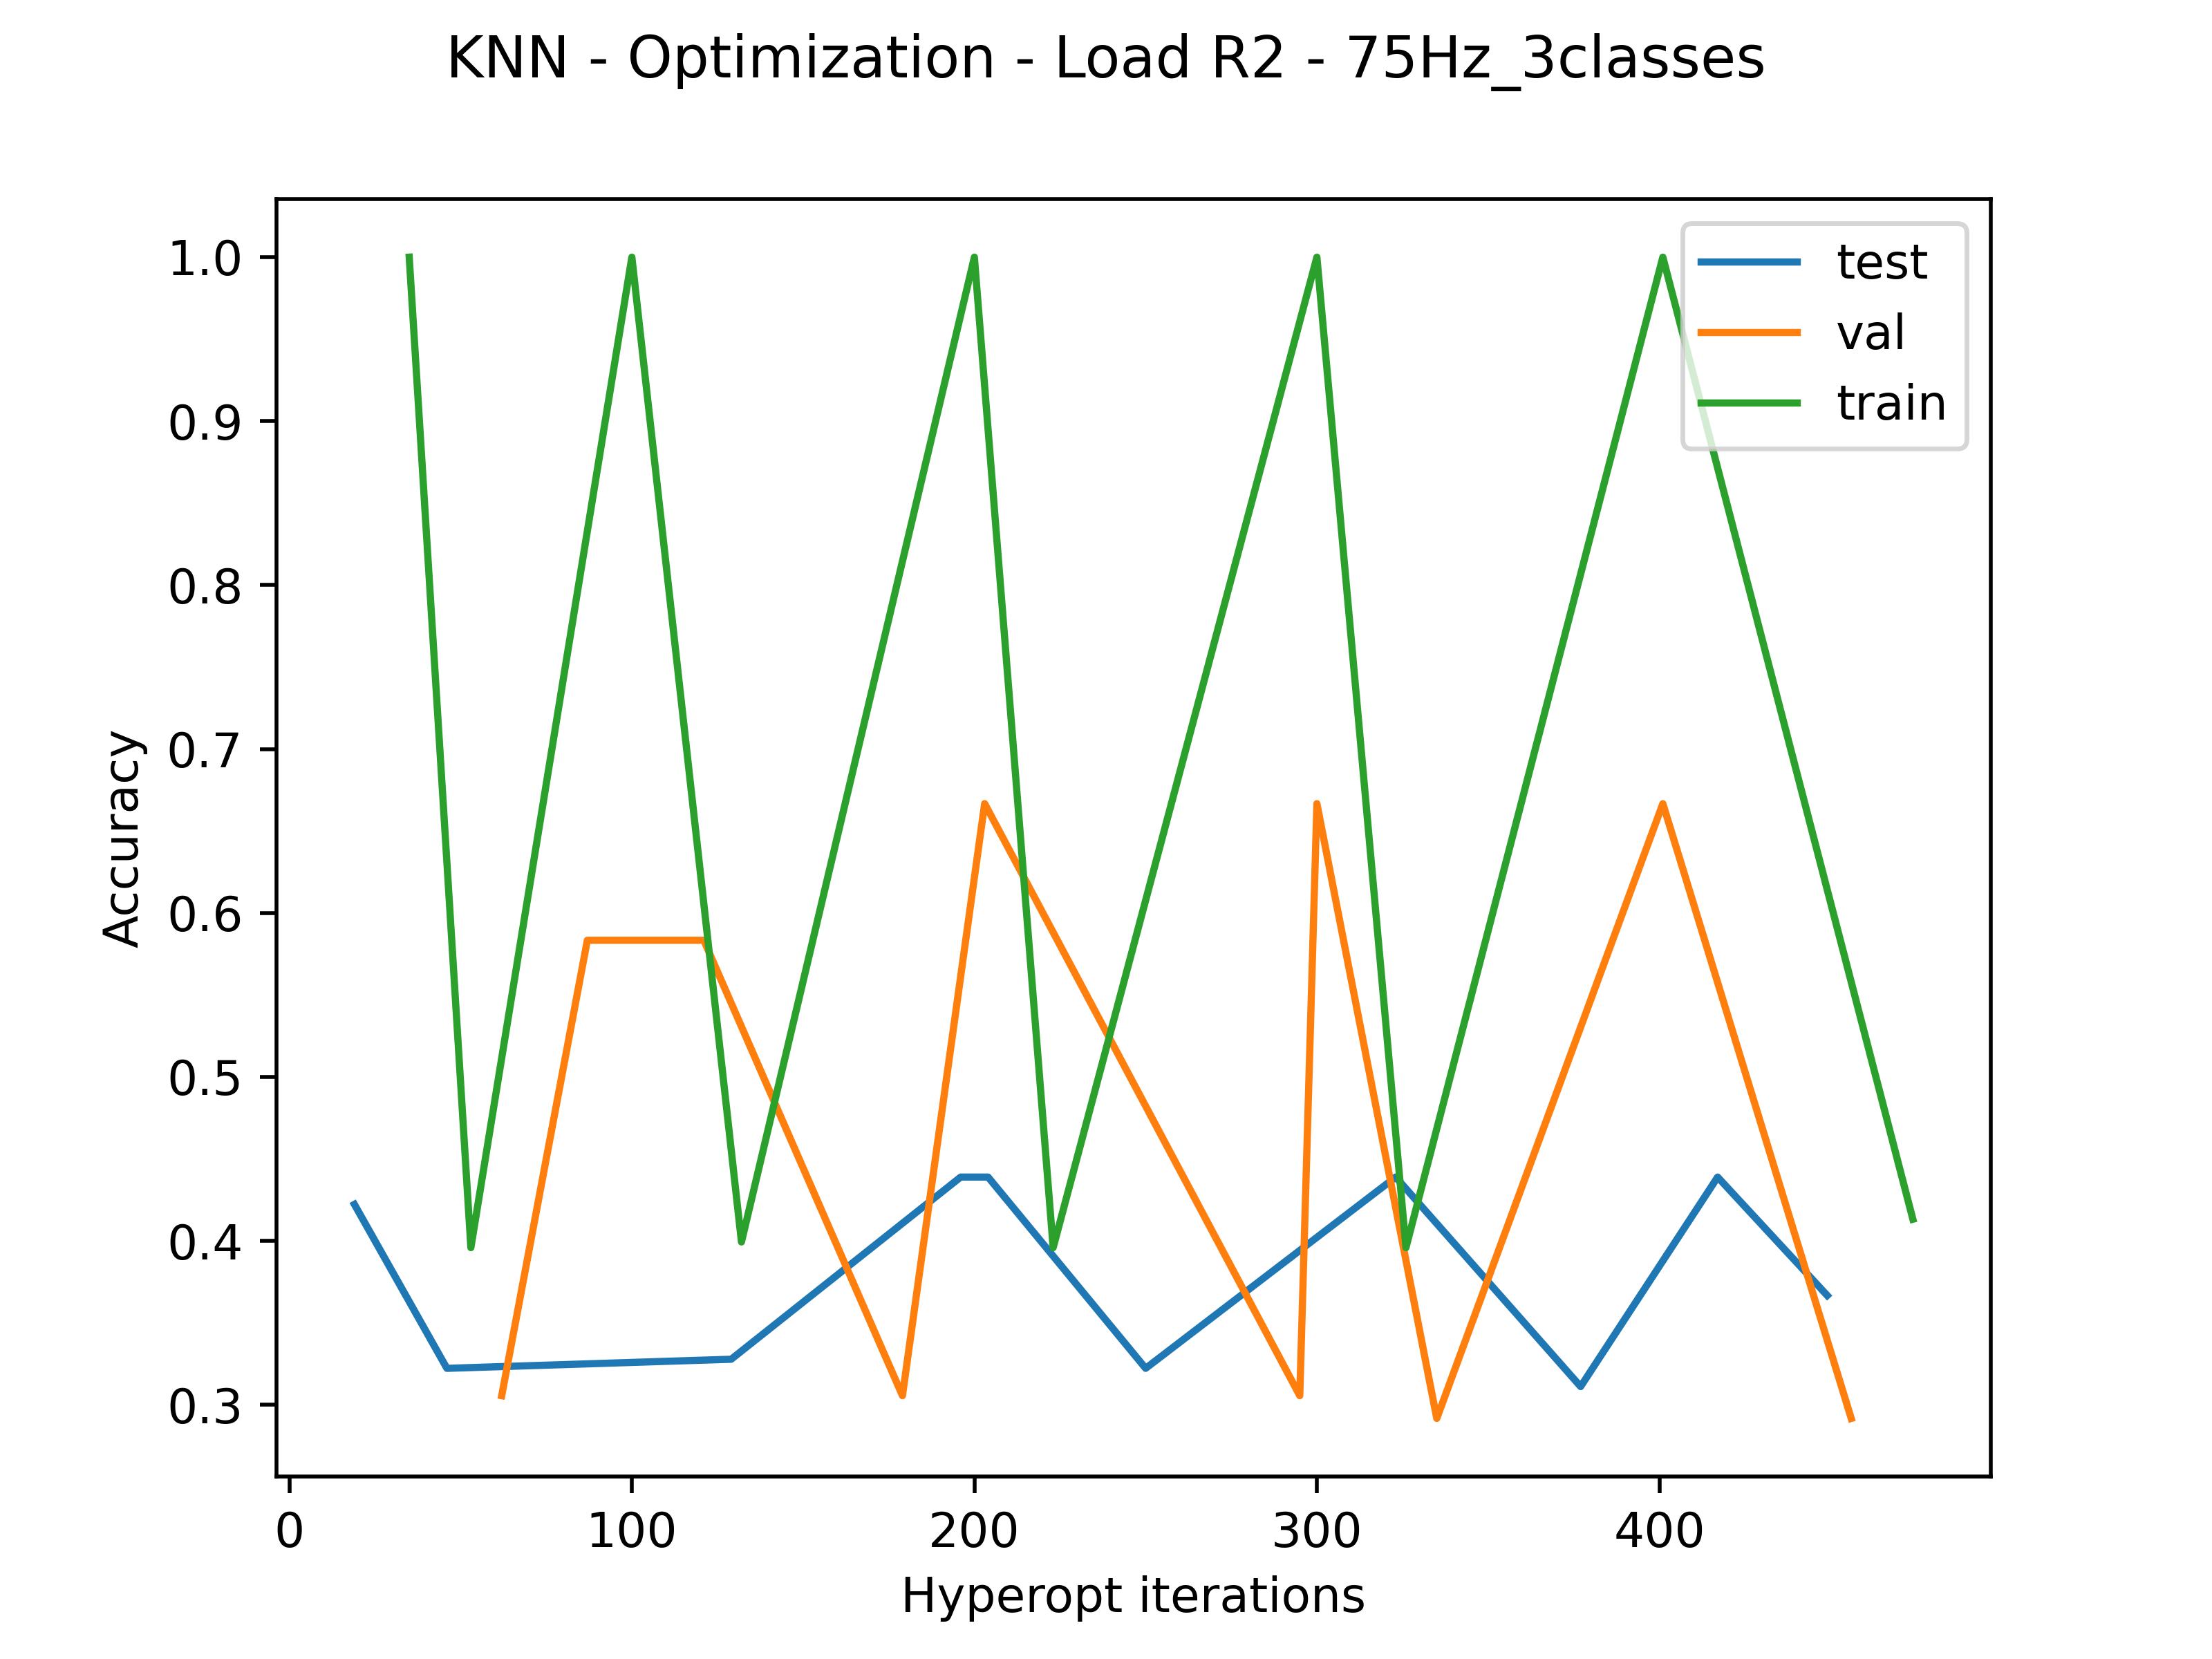 KNN - Optimization - Load R2 - 75Hz_3classes
test
val
train
1.0
0.9
0.8
0.7
0.6
0.5
0.4
0.3
Accuracy
0 100 200 300 400
Hyperopt iterations